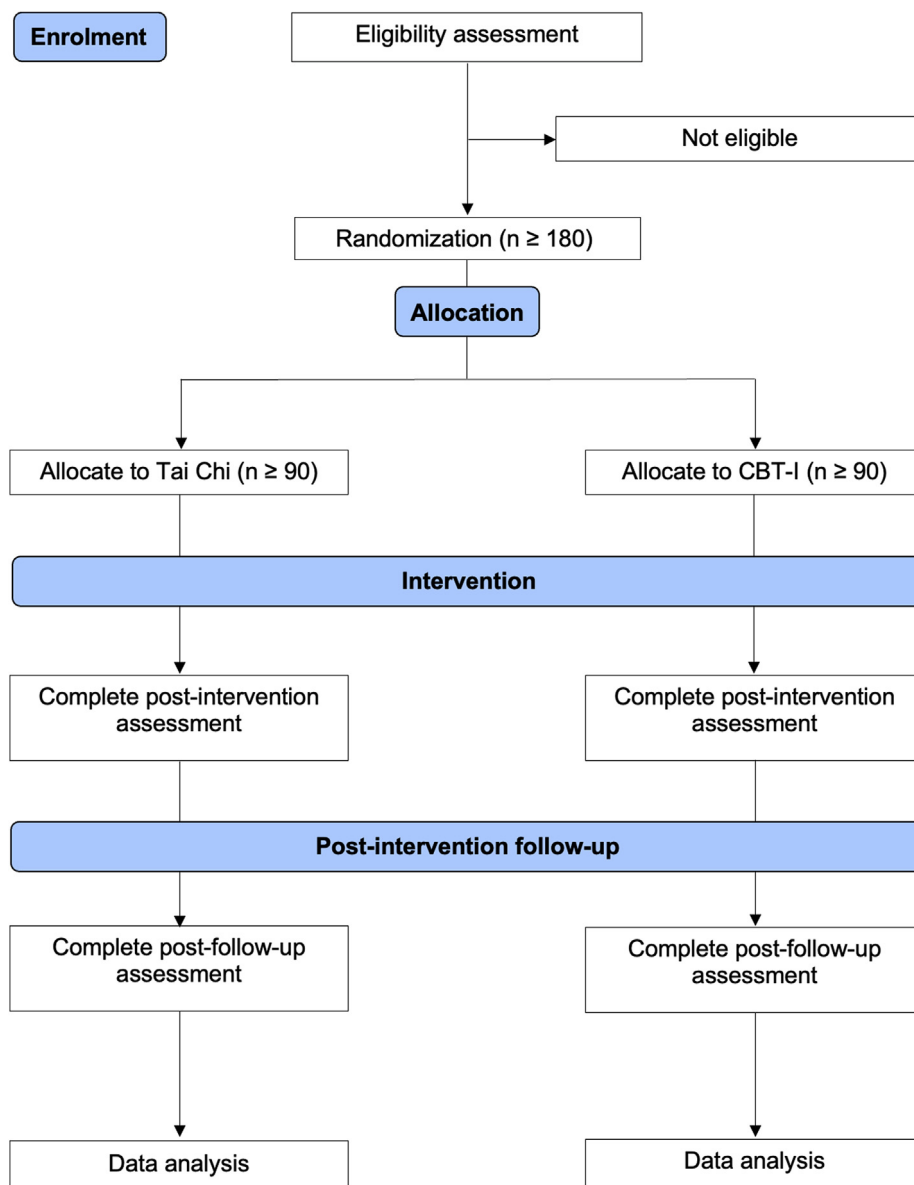 Enrolment
Eligibility assessment
Not eligible
Randomization (n ≥ 180)
Allocation
Allocate to Tai Chi (n ≥ 90)
Allocate to CBT-I (n ≥ 90)
Intervention
Complete post-intervention
assessment
Complete post-intervention
assessment
Post-intervention follow-up
Complete post-follow-up
assessment
Complete post-follow-up
assessment
Data analysis
Data analysis